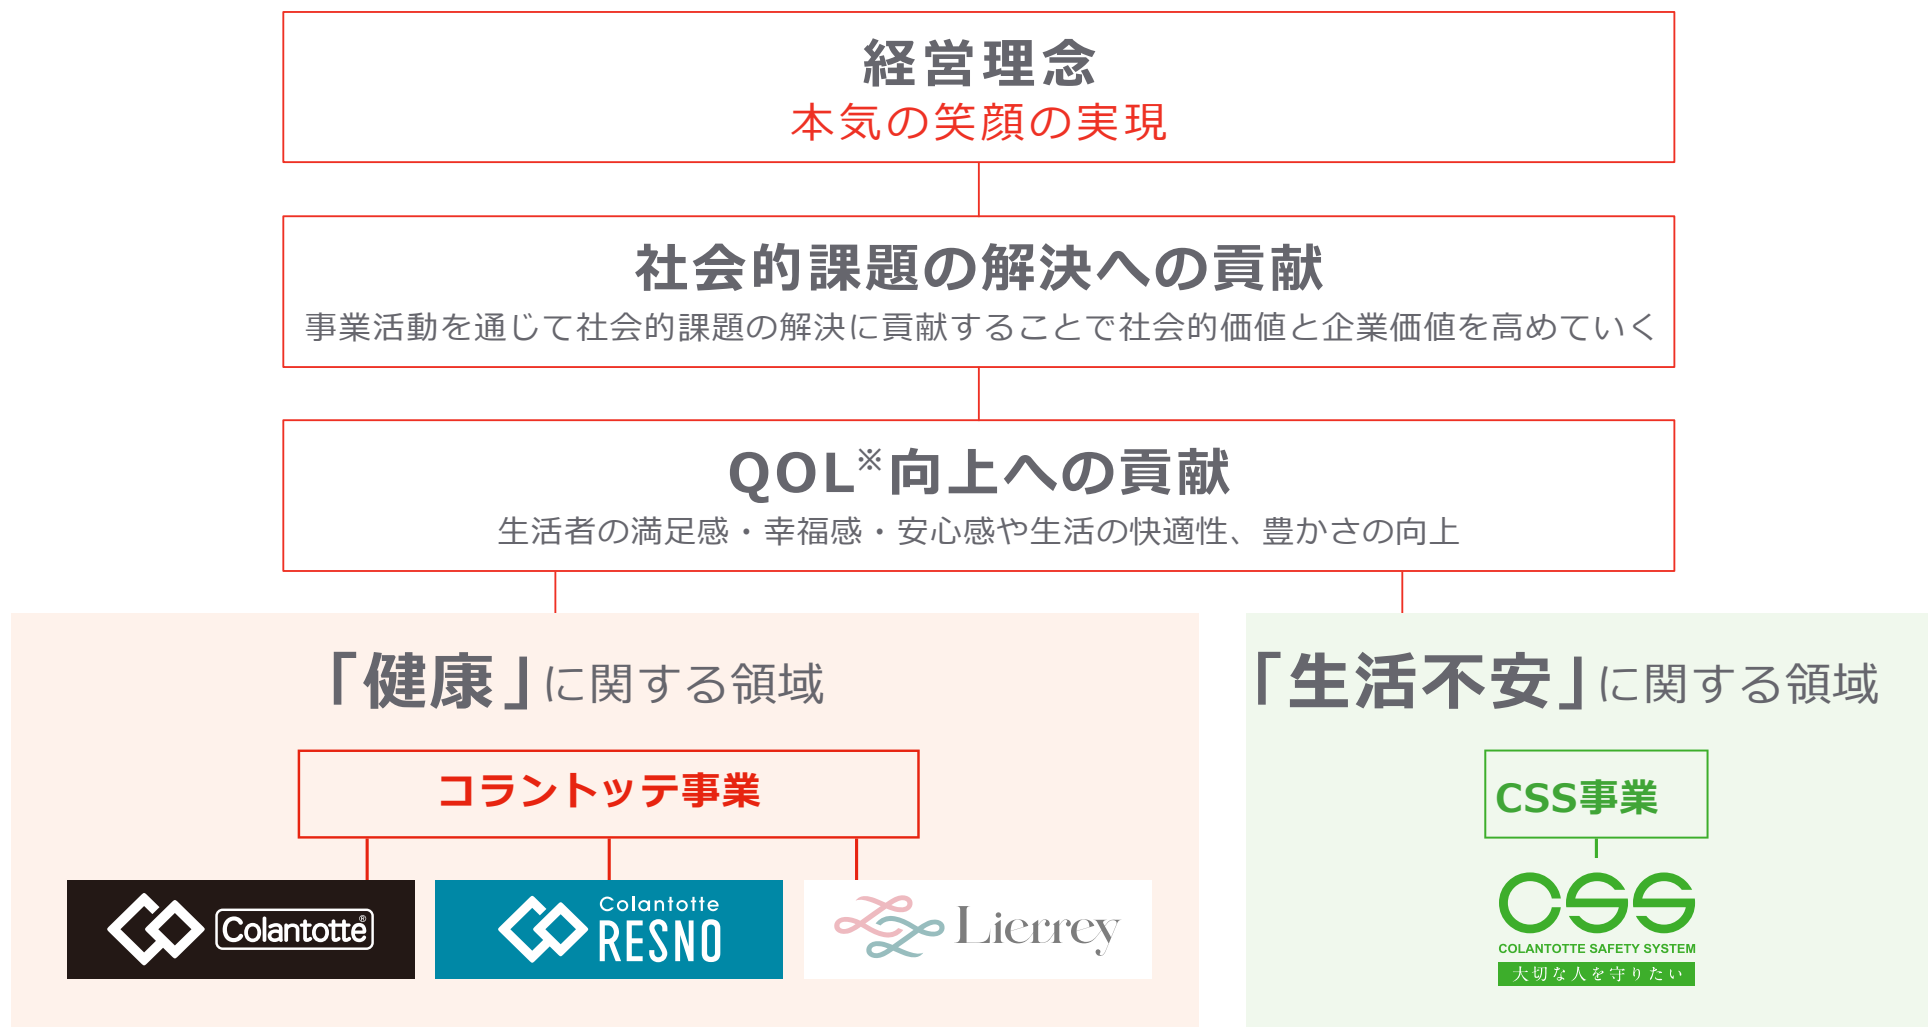 経営理念
本気の笑顔の実現
社会的課題の解決への貢献
事業活動を通じて社会的課題の解決に貢献することで社会的価値と企業価値を高めていく
QOL※向上への貢献
生活者の満足感・幸福感・安心感や生活の快適性、豊かさの向上
「健康」に関する領域
コラントッテ事業
Colantotte®
Colantotte
RESNO
Lierrey
「生活不安」に関する領域
CSS事業
CSS
COLANTOTTE SAFETY SYSTEM
大切な人を守りたい